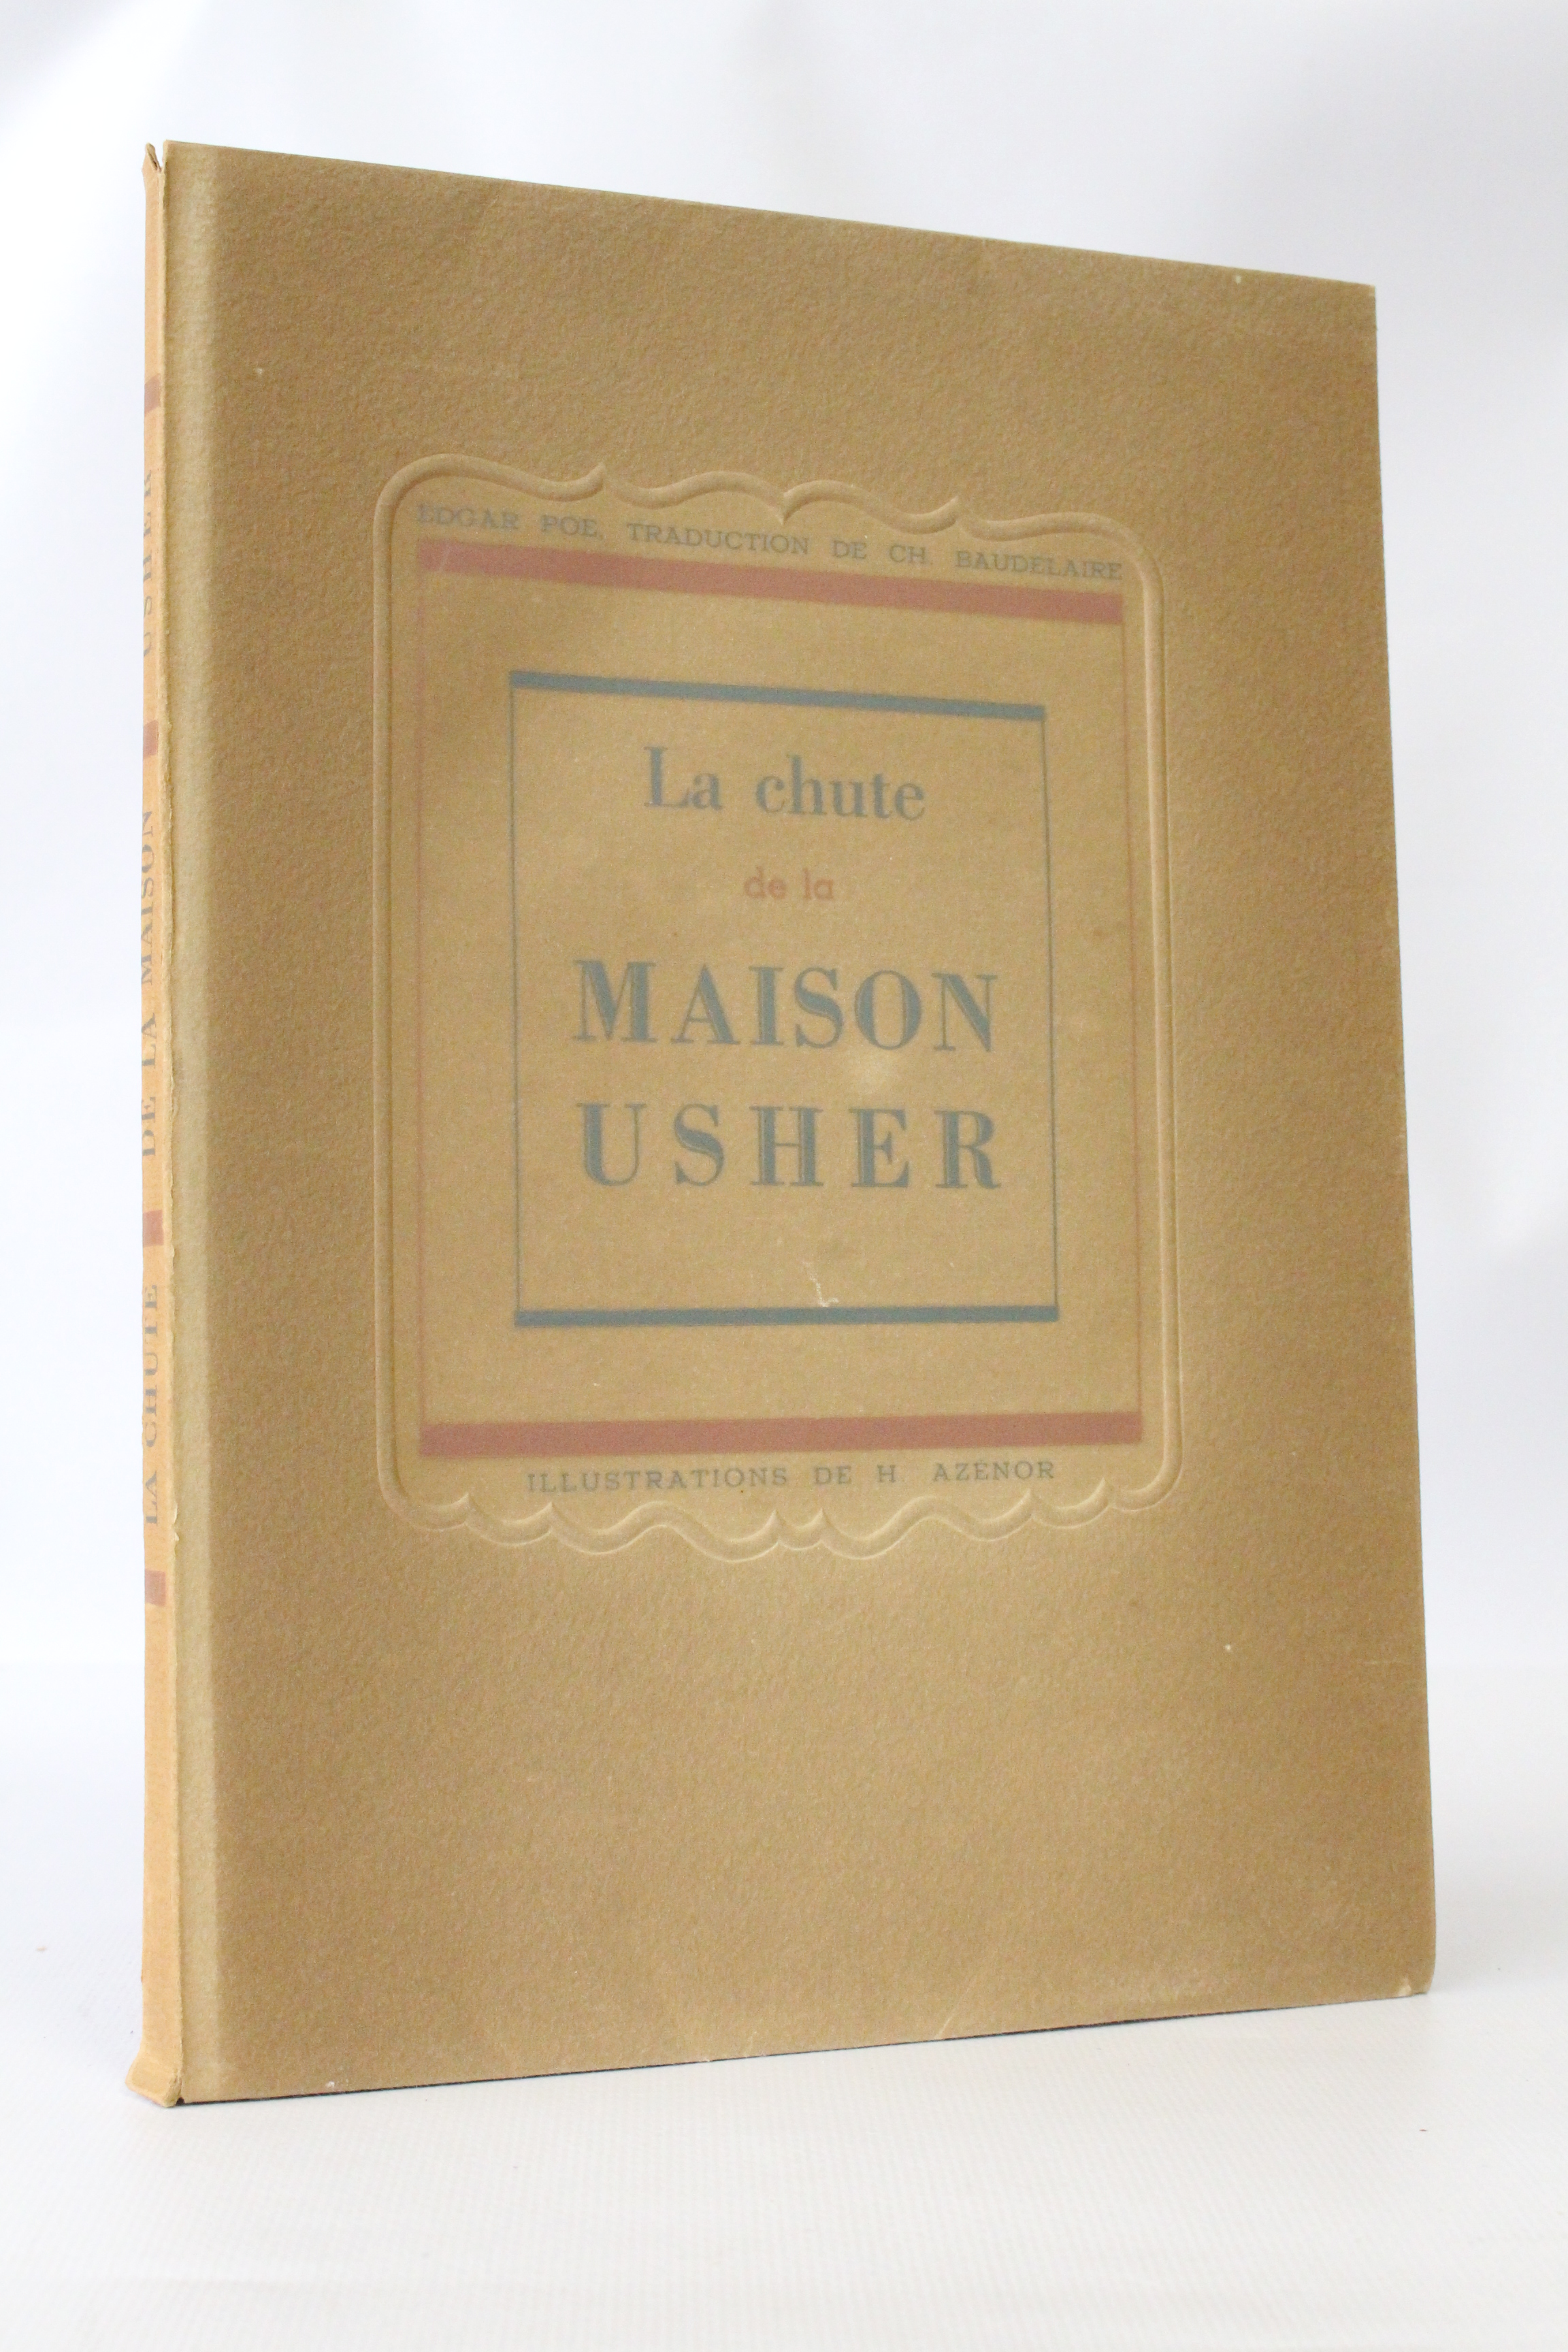 EDGAR POE, TRADUCTION DE CH. BAUDELAIRE
La chute
de la
MAISON
USHER
ILLUSTRATIONS DE H. AZÉNOR
LA CHUTE DE LA MAISON USHER